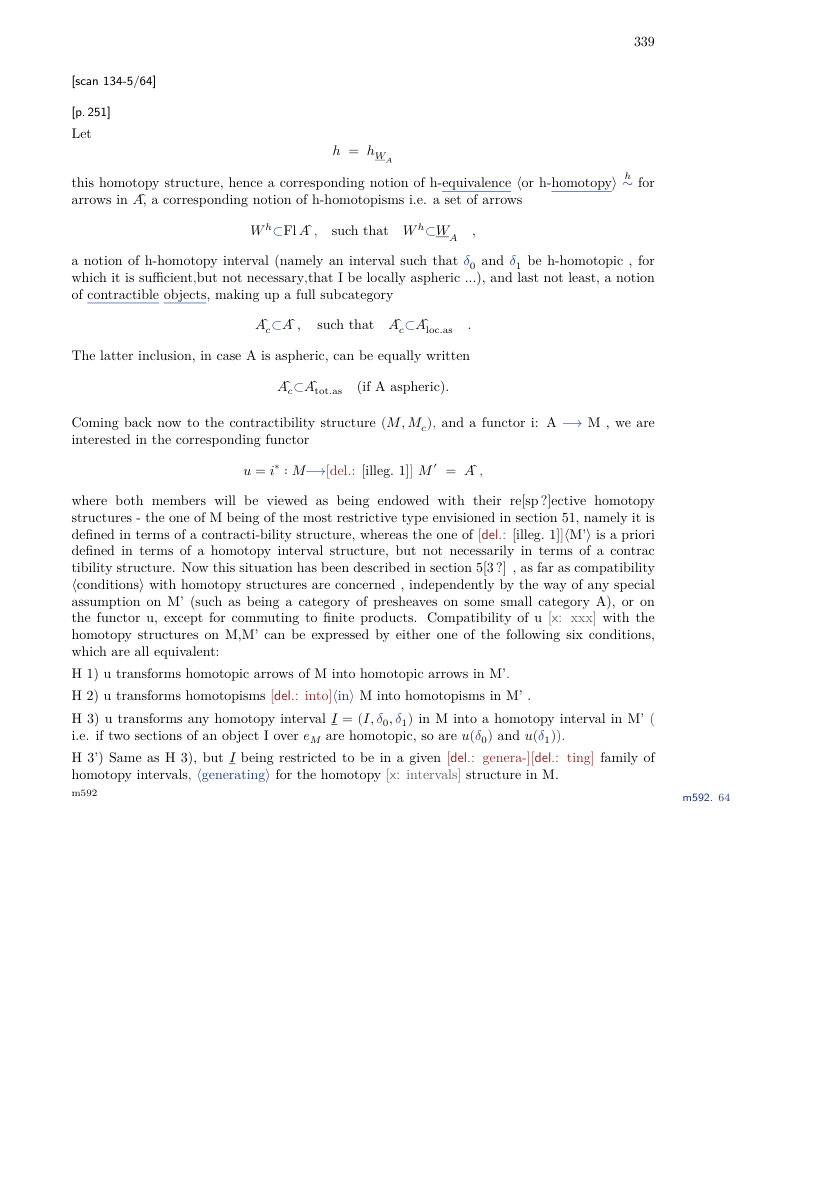 339
[scan 134-5/64]
[p. 251]
Let
h = h_{W_A}
this homotopy structure, hence a corresponding notion of h-equivalence ⟨or h-homotopy⟩ ∼^h for
arrows in A^, a corresponding notion of h-homotopisms i.e. a set of arrows
W^h⊂Fl A^ , such that W^h⊂W_A ,
a notion of h-homotopy interval (namely an interval such that δ_0 and δ_1 be h-homotopic , for
which it is sufficient,but not necessary,that I be locally aspheric ...), and last not least, a notion
of contractible objects, making up a full subcategory
A^_c⊂A^ , such that A^_c⊂A^_{loc.as} .
The latter inclusion, in case A is aspheric, can be equally written
A^_c⊂A^_{tot.as} (if A aspheric).
Coming back now to the contractibility structure (M, M_c), and a functor i: A ⟶ M , we are
interested in the corresponding functor
u = i* : M⟶[del.: [illeg. 1]] M′ = A^ ,
where both members will be viewed as being endowed with their re[sp ?]ective homotopy
structures - the one of M being of the most restrictive type envisioned in section 51, namely it is
defined in terms of a contracti-bility structure, whereas the one of [del.: [illeg. 1]]⟨M'⟩ is a priori
defined in terms of a homotopy interval structure, but not necessarily in terms of a contrac
tibility structure. Now this situation has been described in section 5[3 ?] , as far as compatibility
⟨conditions⟩ with homotopy structures are concerned , independently by the way of any special
assumption on M' (such as being a category of presheaves on some small category A), or on
the functor u, except for commuting to finite products. Compatibility of u [x: xxx] with the
homotopy structures on M,M' can be expressed by either one of the following six conditions,
which are all equivalent:
H 1) u transforms homotopic arrows of M into homotopic arrows in M'.
H 2) u transforms homotopisms [del.: into]⟨in⟩ M into homotopisms in M' .
H 3) u transforms any homotopy interval I = (I, δ_0, δ_1) in M into a homotopy interval in M' (
i.e. if two sections of an object I over e_M are homotopic, so are u(δ_0) and u(δ_1)).
H 3') Same as H 3), but I being restricted to be in a given [del.: genera-][del.: ting] family of
homotopy intervals, ⟨generating⟩ for the homotopy [x: intervals] structure in M.
m592
m592. 64